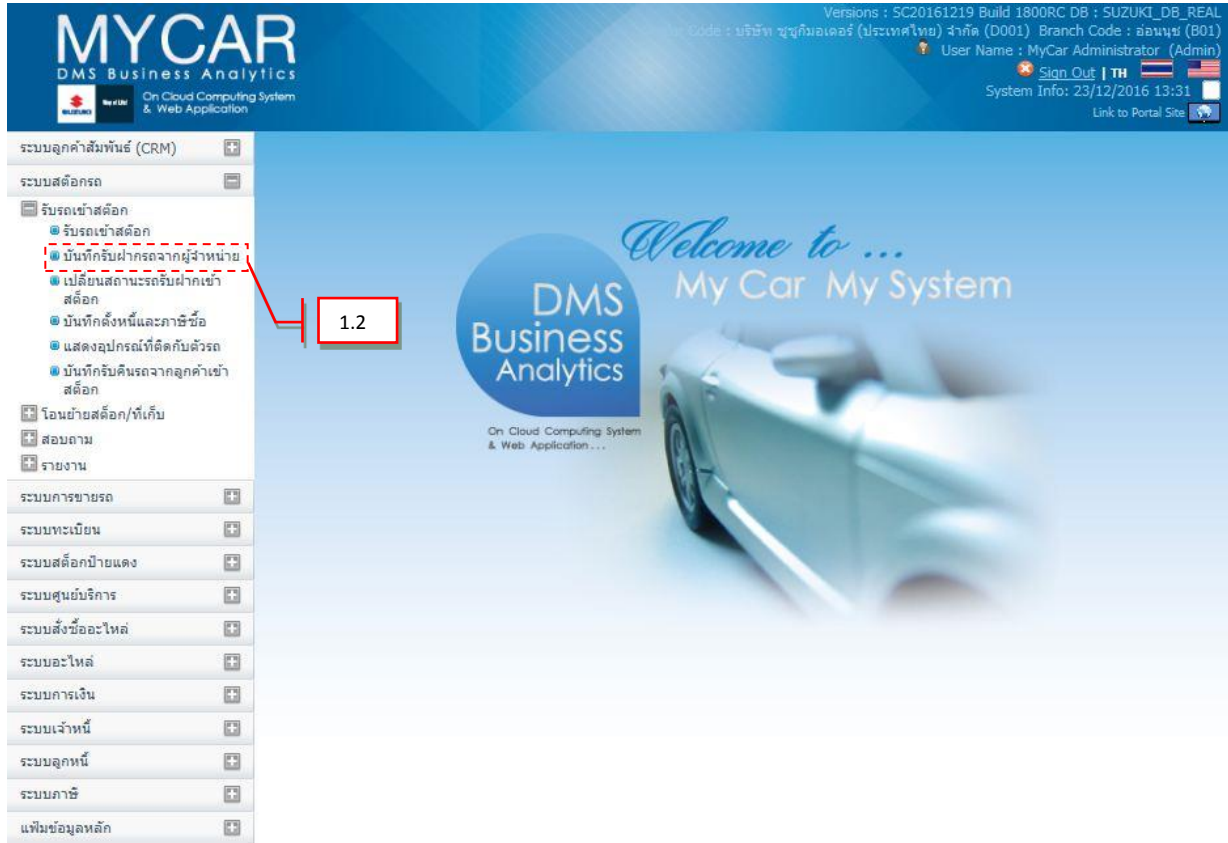 MYCAR
DMS Business Analytics
SUZUKI
Way of Life!
On Cloud Computing System
& Web Application
Versions : SC20161219 Build 1800RC DB : SUZUKI_DB_REAL
Code : บริษัท ซูซูกิมอเตอร์ (ประเทศไทย) จำกัด (D001) Branch Code : อ่อนนุช (B01)
User Name : MyCar Administrator (Admin)
Sign Out | TH
System Info: 23/12/2016 13:31
Link to Portal Site
ระบบลูกค้าสัมพันธ์ (CRM)
ระบบสต๊อกรถ
รับรถเข้าสต๊อก
รับรถเข้าสต๊อก
บันทึกรับฝากรถจากผู้จำหน่าย
เปลี่ยนสถานะรถรับฝากเข้า
สต็อก
บันทึกตั้งหนี้และภาษีซื้อ
แสดงอุปกรณ์ที่ติดกับตัวรถ
บันทึกรับคืนรถจากลูกค้าเข้า
สต็อก
โอนย้ายสต็อก/ที่เก็บ
สอบถาม
รายงาน
ระบบการขายรถ
ระบบทะเบียน
ระบบสต็อกป้ายแดง
ระบบศูนย์บริการ
ระบบสั่งซื้ออะไหล่
ระบบอะไหล่
ระบบการเงิน
ระบบเจ้าหนี้
ระบบลูกหนี้
ระบบภาษี
แฟ้มข้อมูลหลัก
1.2
Welcome to ...
My Car My System
DMS
Business
Analytics
On Cloud Computing System
& Web Application...